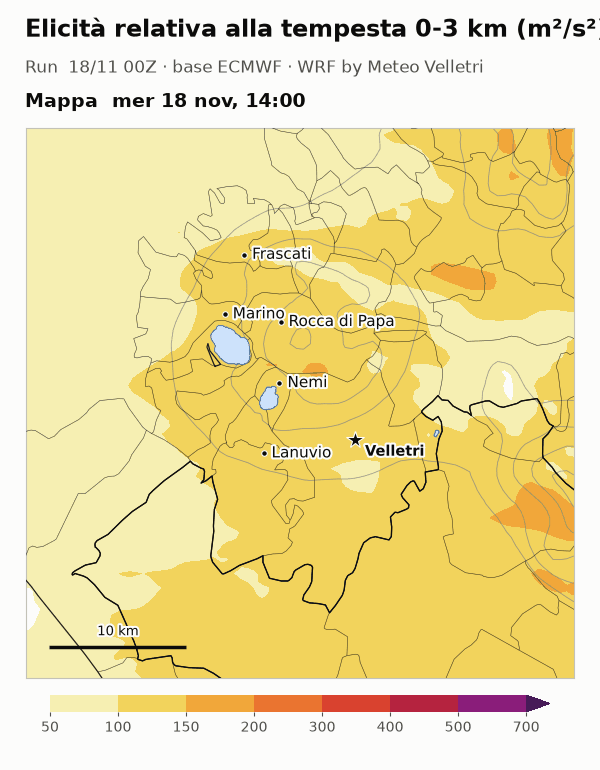 Elicità relativa alla tempesta 0-3 km (m²/s²)
Run  18/11 00Z · base ECMWF · WRF by Meteo Velletri
Mappa  mer 18 nov, 14:00
Frascati
Marino
Rocca di Papa
Nemi
Velletri
Lanuvio
10 km
50 100 150 200 300 400 500 700